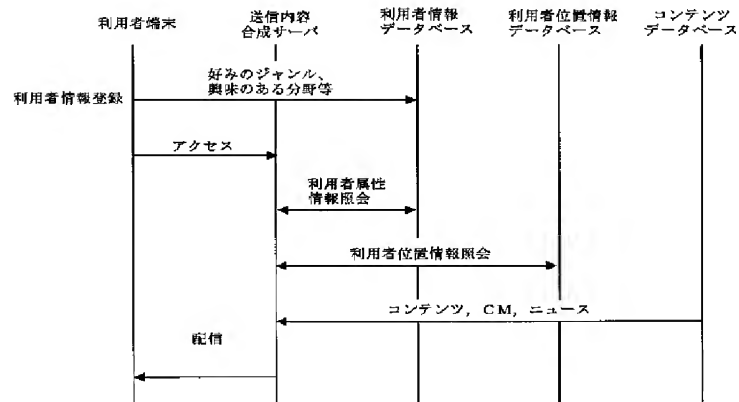 利用者端末
送信内容
合成サーバ
利用者情報
データベース
利用者位置情報
データベース
コンテンツ
データベース
好みのジャンル、
興味のある分野等
利用者情報登録
アクセス
利用者属性
情報照会
利用者位置情報照会
コンテンツ，ＣＭ，ニュース
配信